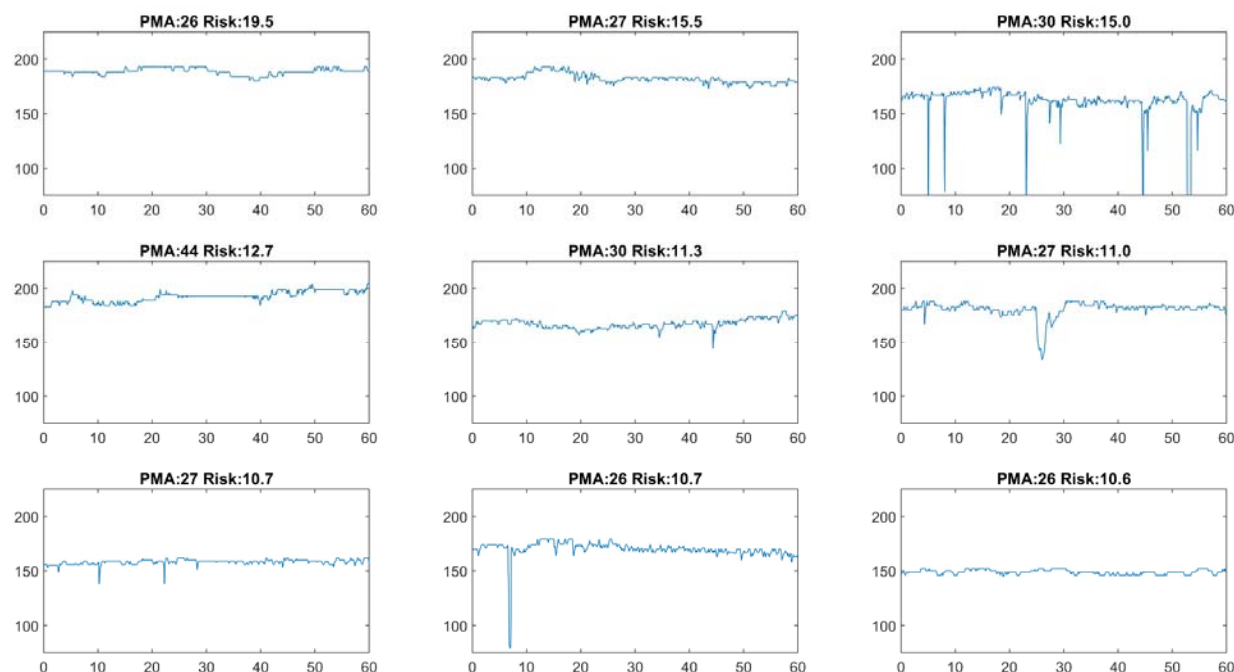 PMA:26 Risk:19.5
200
150
100
0 10 20 30 40 50 60
PMA:27 Risk:15.5
200
150
100
0 10 20 30 40 50 60
PMA:30 Risk:15.0
200
150
100
0 10 20 30 40 50 60
PMA:44 Risk:12.7
200
150
100
0 10 20 30 40 50 60
PMA:30 Risk:11.3
200
150
100
0 10 20 30 40 50 60
PMA:27 Risk:11.0
200
150
100
0 10 20 30 40 50 60
PMA:27 Risk:10.7
200
150
100
0 10 20 30 40 50 60
PMA:26 Risk:10.7
200
150
100
0 10 20 30 40 50 60
PMA:26 Risk:10.6
200
150
100
0 10 20 30 40 50 60